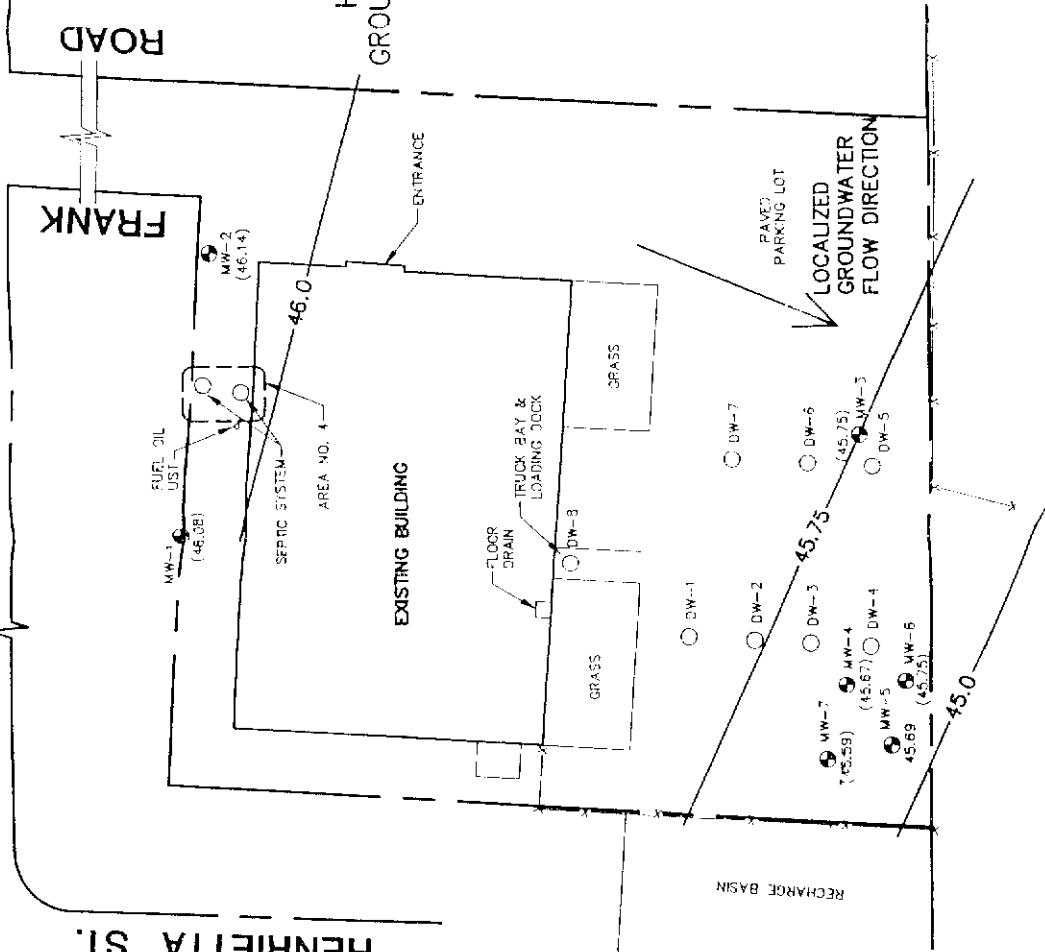 ROAD
H
GROU
FRANK
ENTRANCE
MW-2
(46.14)
46.0
PAVED
PARKING LOT
LOCALIZED
GROUNDWATER
FLOW DIRECTION
FUEL OIL
UST
SEPTIC SYSTEM
AREA NO. 4
MW-1
(46.08)
EXISTING BUILDING
FLOOR
DRAIN
TRUCK BAY &
LOADING DOCK
DW-8
GRASS
GRASS
DW-7
DW-6
(45.75)
MW-3
DW-5
45.75
DW-1
DW-2
DW-3
DW-4
MW-4
(45.67)
MW-6
(45.75)
MW-5
45.69
MW-7
(45.59)
45.0
RECHARGE BASIN
HENRIETTA ST.